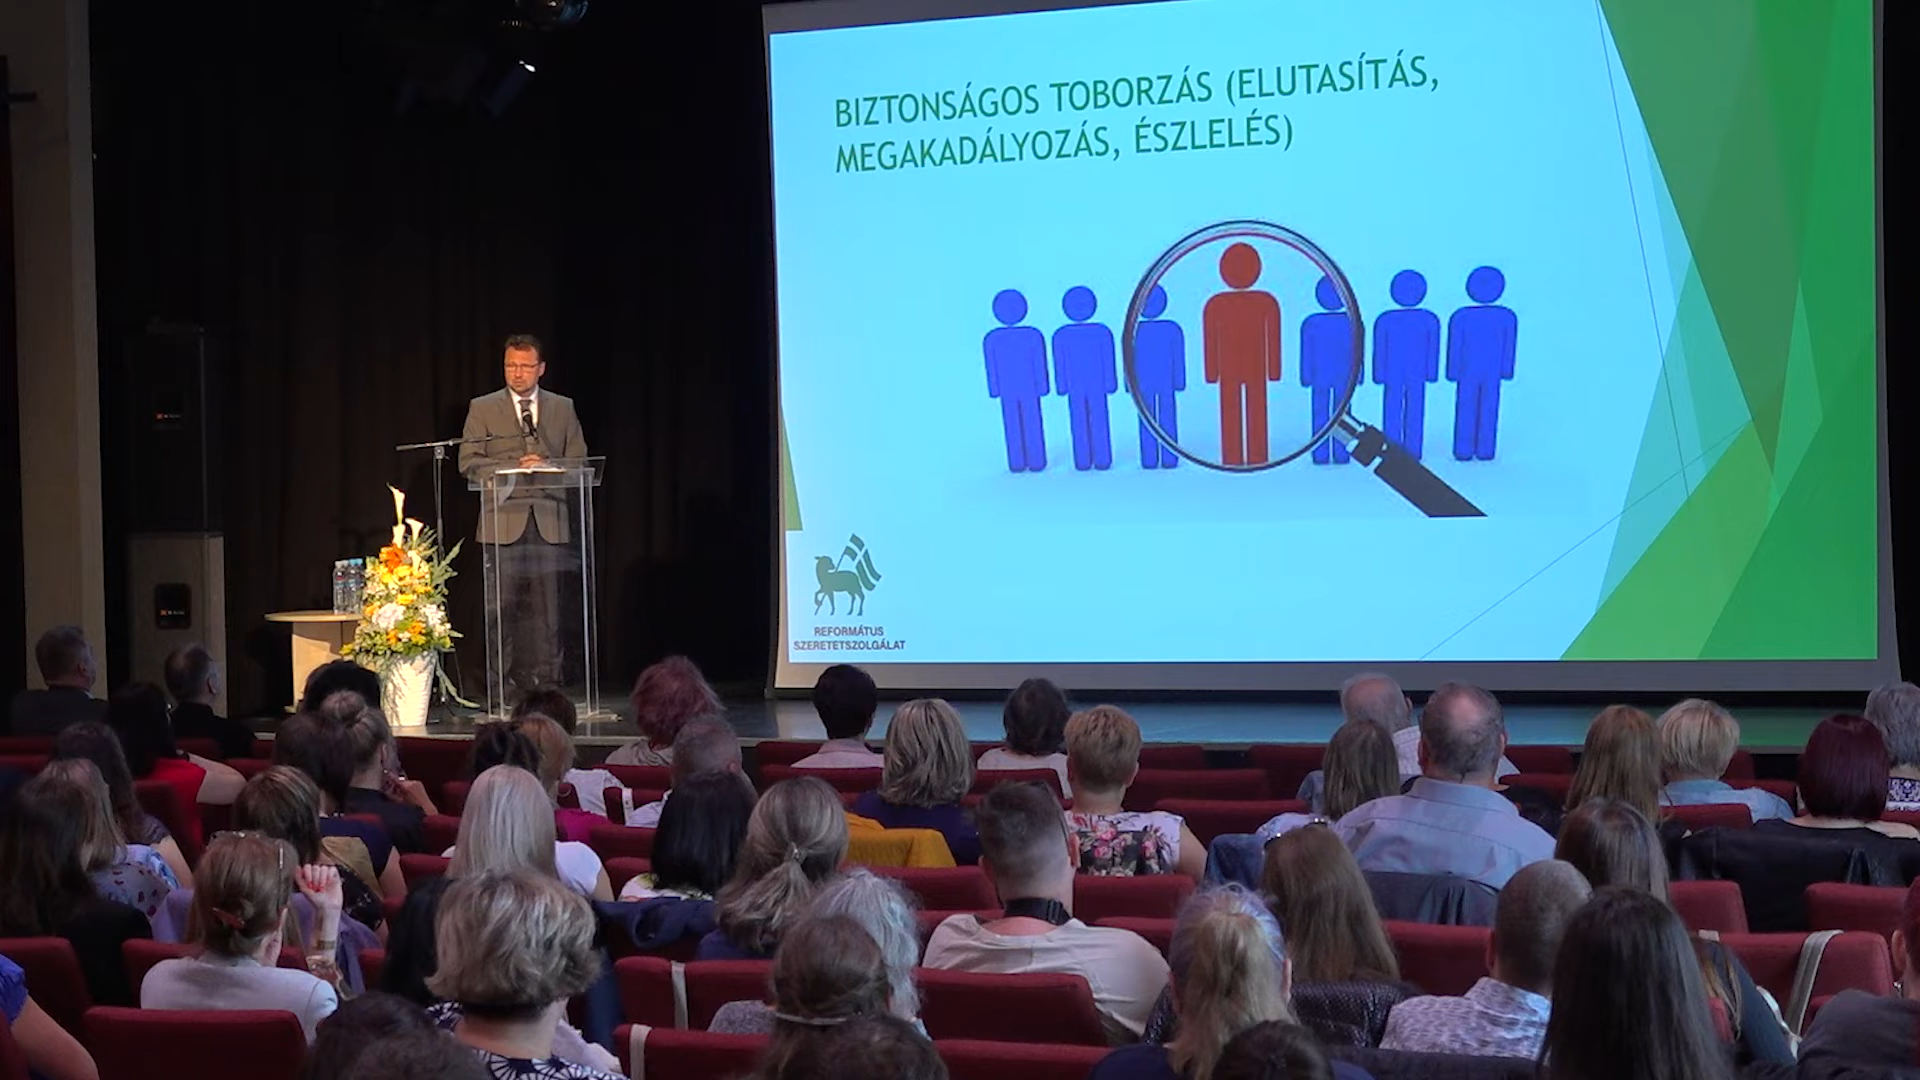 BIZTONSÁGOS TOBORZÁS (ELUTASÍTÁS,
MEGAKADÁLYOZÁS, ÉSZLELÉS)
REFORMÁTUS
SZERETETSZOLGÁLAT